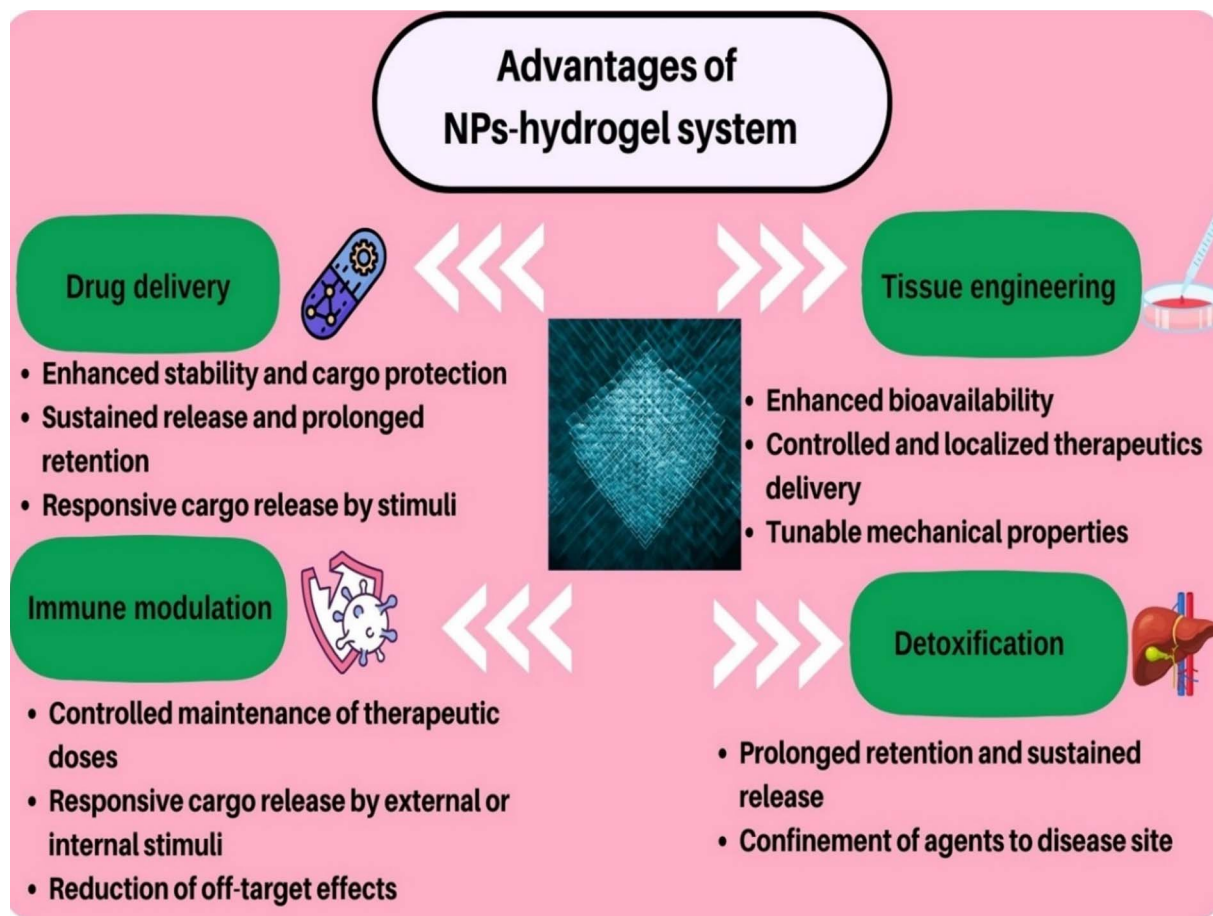 Advantages of
NPs-hydrogel system
Drug delivery
• Enhanced stability and cargo protection
• Sustained release and prolonged
retention
• Responsive cargo release by stimuli
Tissue engineering
• Enhanced bioavailability
• Controlled and localized therapeutics
delivery
• Tunable mechanical properties
Immune modulation
• Controlled maintenance of therapeutic
doses
• Responsive cargo release by external or
internal stimuli
• Reduction of off-target effects
Detoxification
• Prolonged retention and sustained
release
• Confinement of agents to disease site